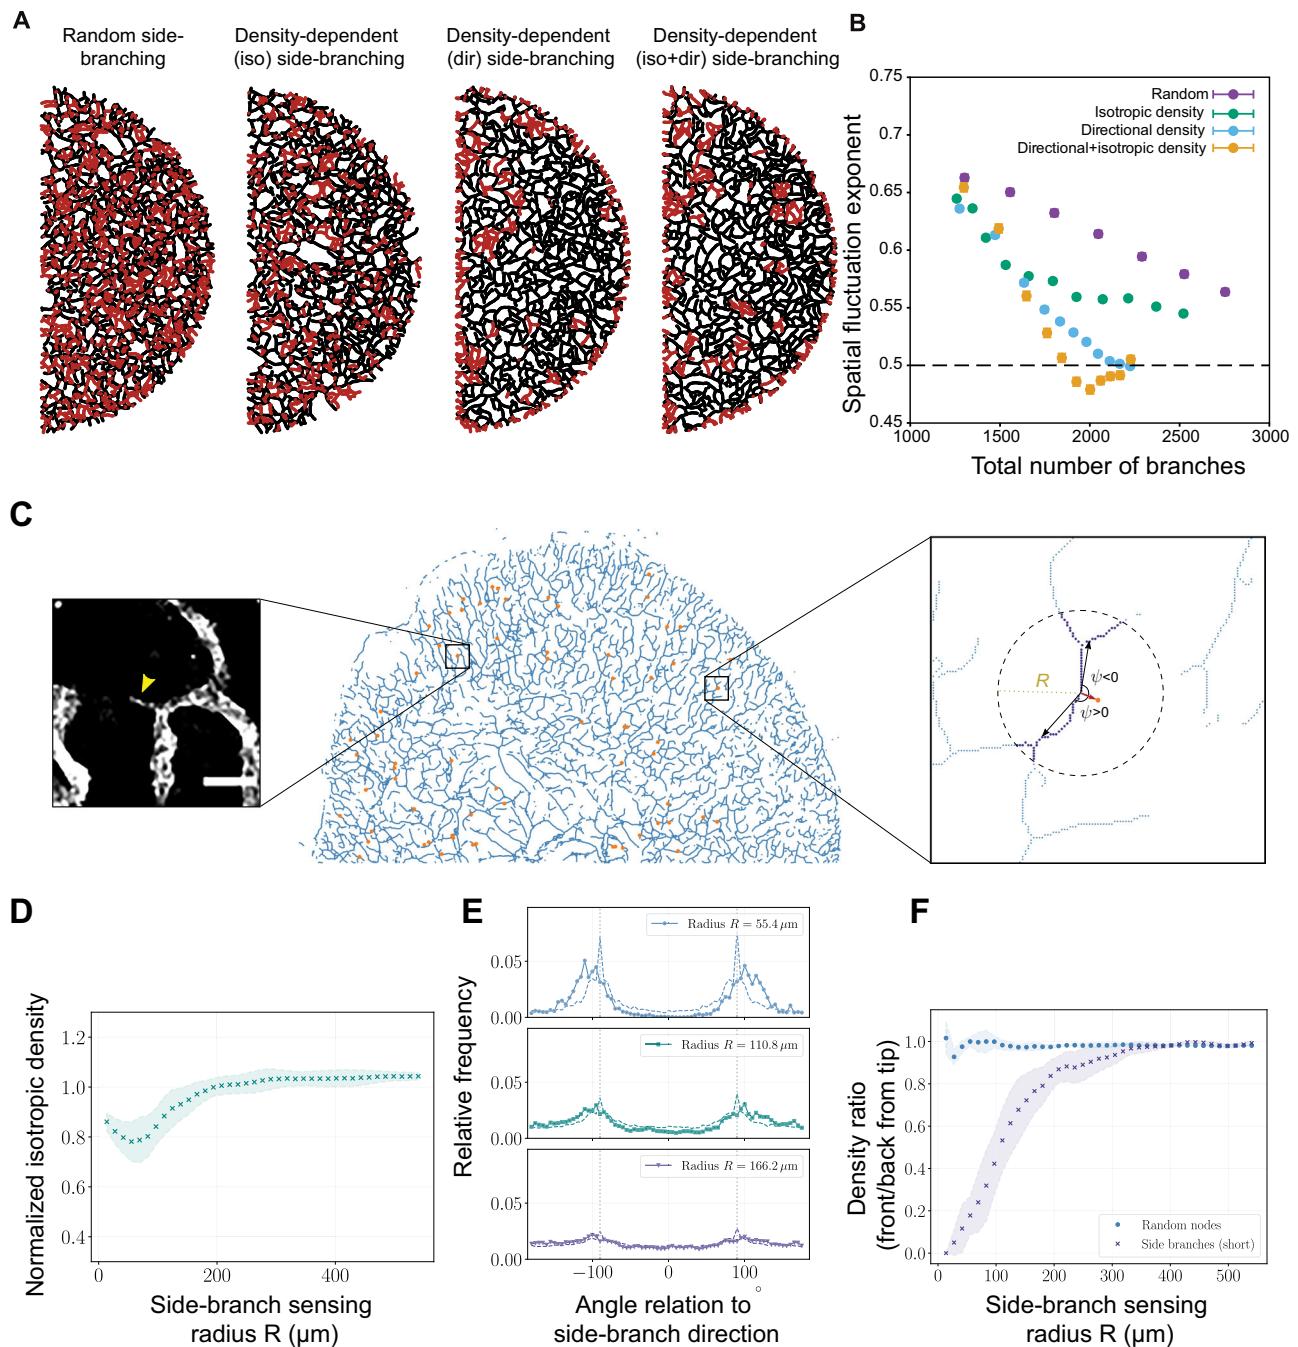 A
Random side-
branching
Density-dependent
(iso) side-branching
Density-dependent
(dir) side-branching
Density-dependent
(iso+dir) side-branching
B
Spatial fluctuation exponent
0.75
0.7
0.65
0.6
0.55
0.5
0.45
Random
Isotropic density
Directional density
Directional+isotropic density
1000
1500
2000
2500
3000
Total number of branches
C
R
ψ<0
ψ>0
D
Normalized isotropic density
1.2
1.0
0.8
0.6
0.4
0
200
400
Side-branch sensing
radius R (μm)
E
Relative frequency
Radius R = 55.4 μm
0.05
0.00
Radius R = 110.8 μm
0.05
0.00
Radius R = 166.2 μm
0.05
0.00
−100
0
100
°
Angle relation to
side-branch direction
F
Density ratio
(front/back from tip)
1.0
0.8
0.6
0.4
0.2
0.0
Random nodes
Side branches (short)
0
100
200
300
400
500
Side-branch sensing
radius R (μm)